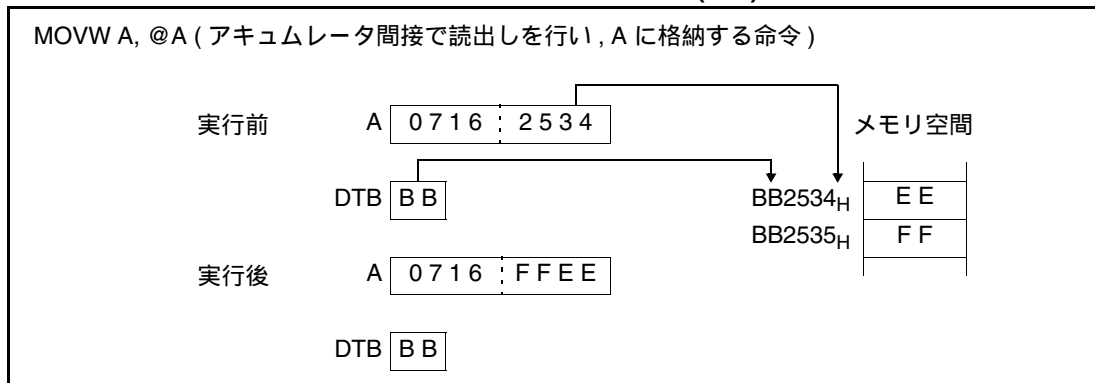 MOVW A, @A ( アキュムレータ間接で読出しを行い , A に格納する命令 )
実行前 A 0716 2534 メモリ空間
DTB BB BB2534H EE
BB2535H FF
実行後 A 0716 FFEE
DTB BB